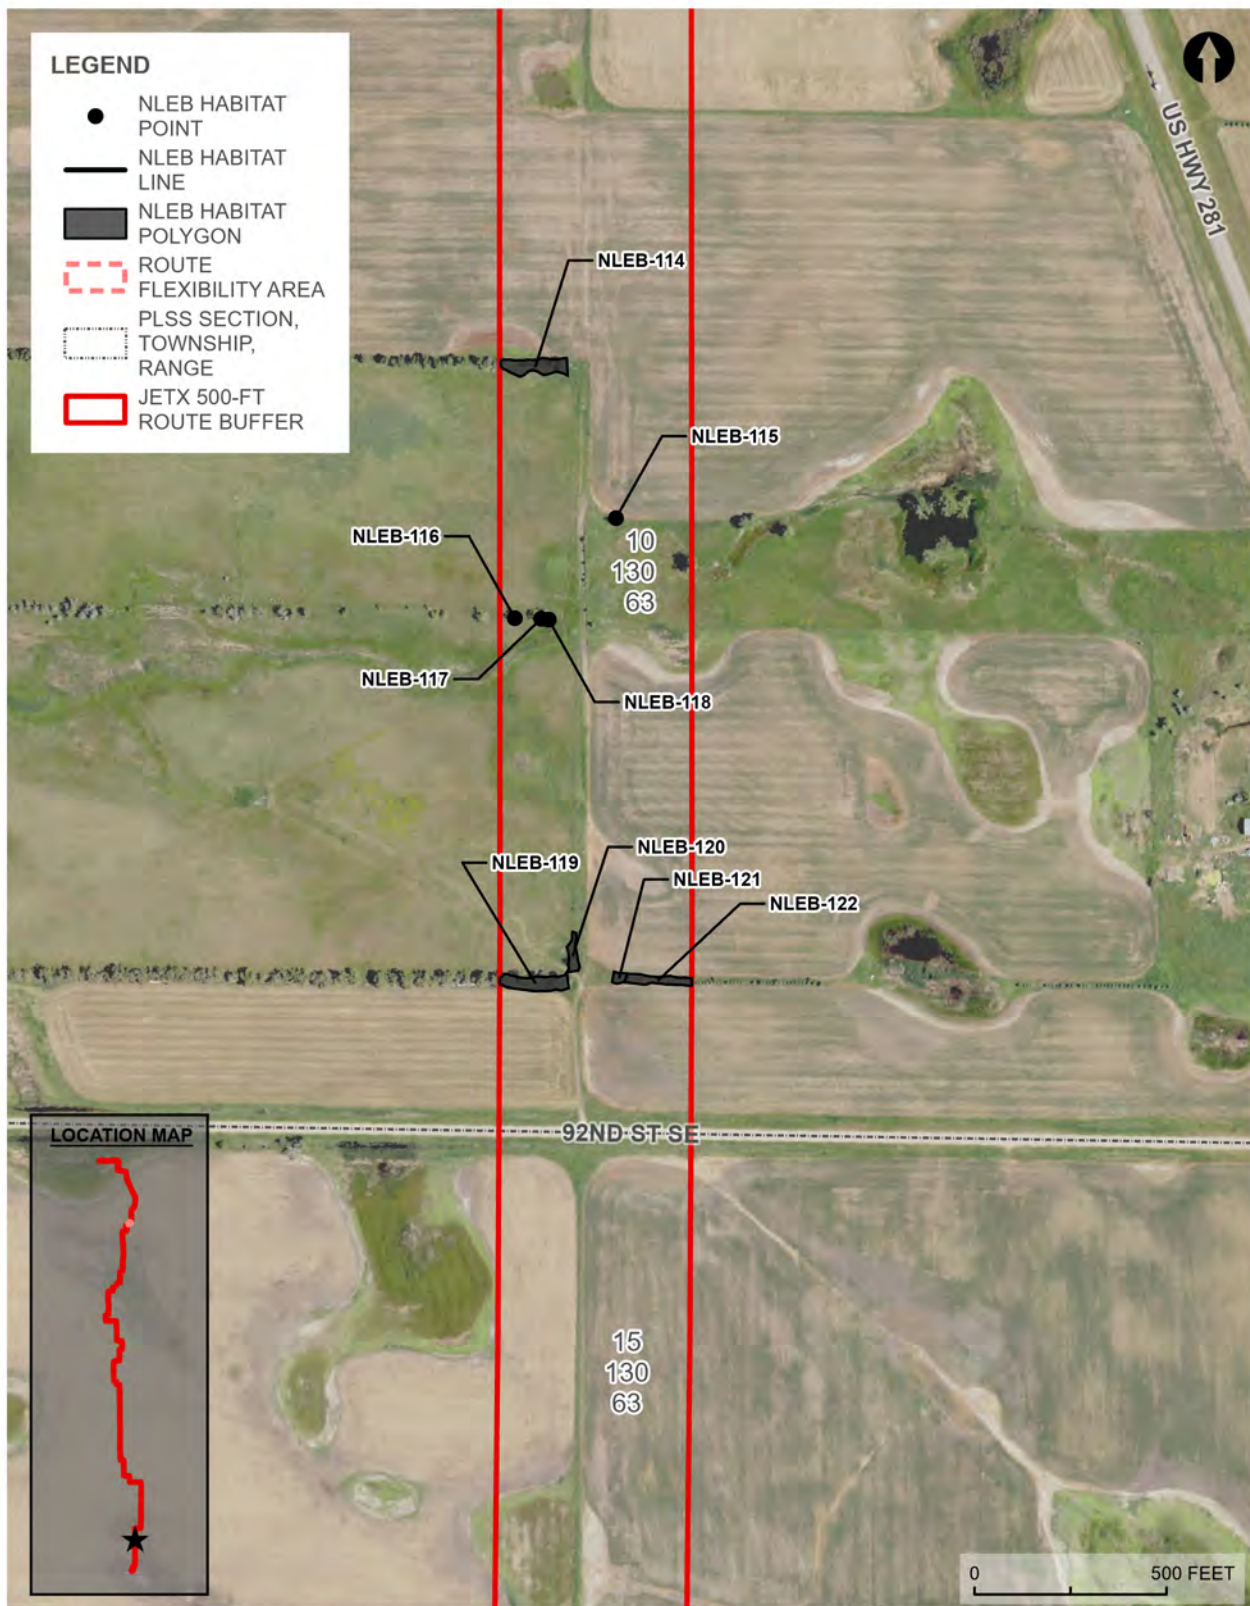 LEGEND
NLEB HABITAT
POINT
NLEB HABITAT
LINE
NLEB HABITAT
POLYGON
ROUTE
FLEXIBILITY AREA
PLSS SECTION,
TOWNSHIP,
RANGE
JETX 500-FT
ROUTE BUFFER
US HWY 281
NLEB-114
NLEB-115
NLEB-116
10
130
63
NLEB-117
NLEB-118
NLEB-120
NLEB-119
NLEB-121
NLEB-122
92ND ST SE
LOCATION MAP
15
130
63
0 500 FEET